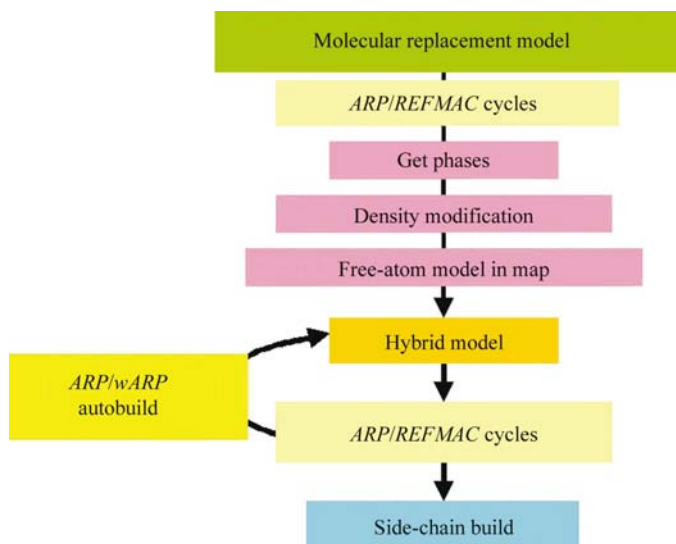 Molecular replacement model
ARP/REFMAC cycles
Get phases
Density modification
Free-atom model in map
Hybrid model
ARP/wARP
autobuild
ARP/REFMAC cycles
Side-chain build